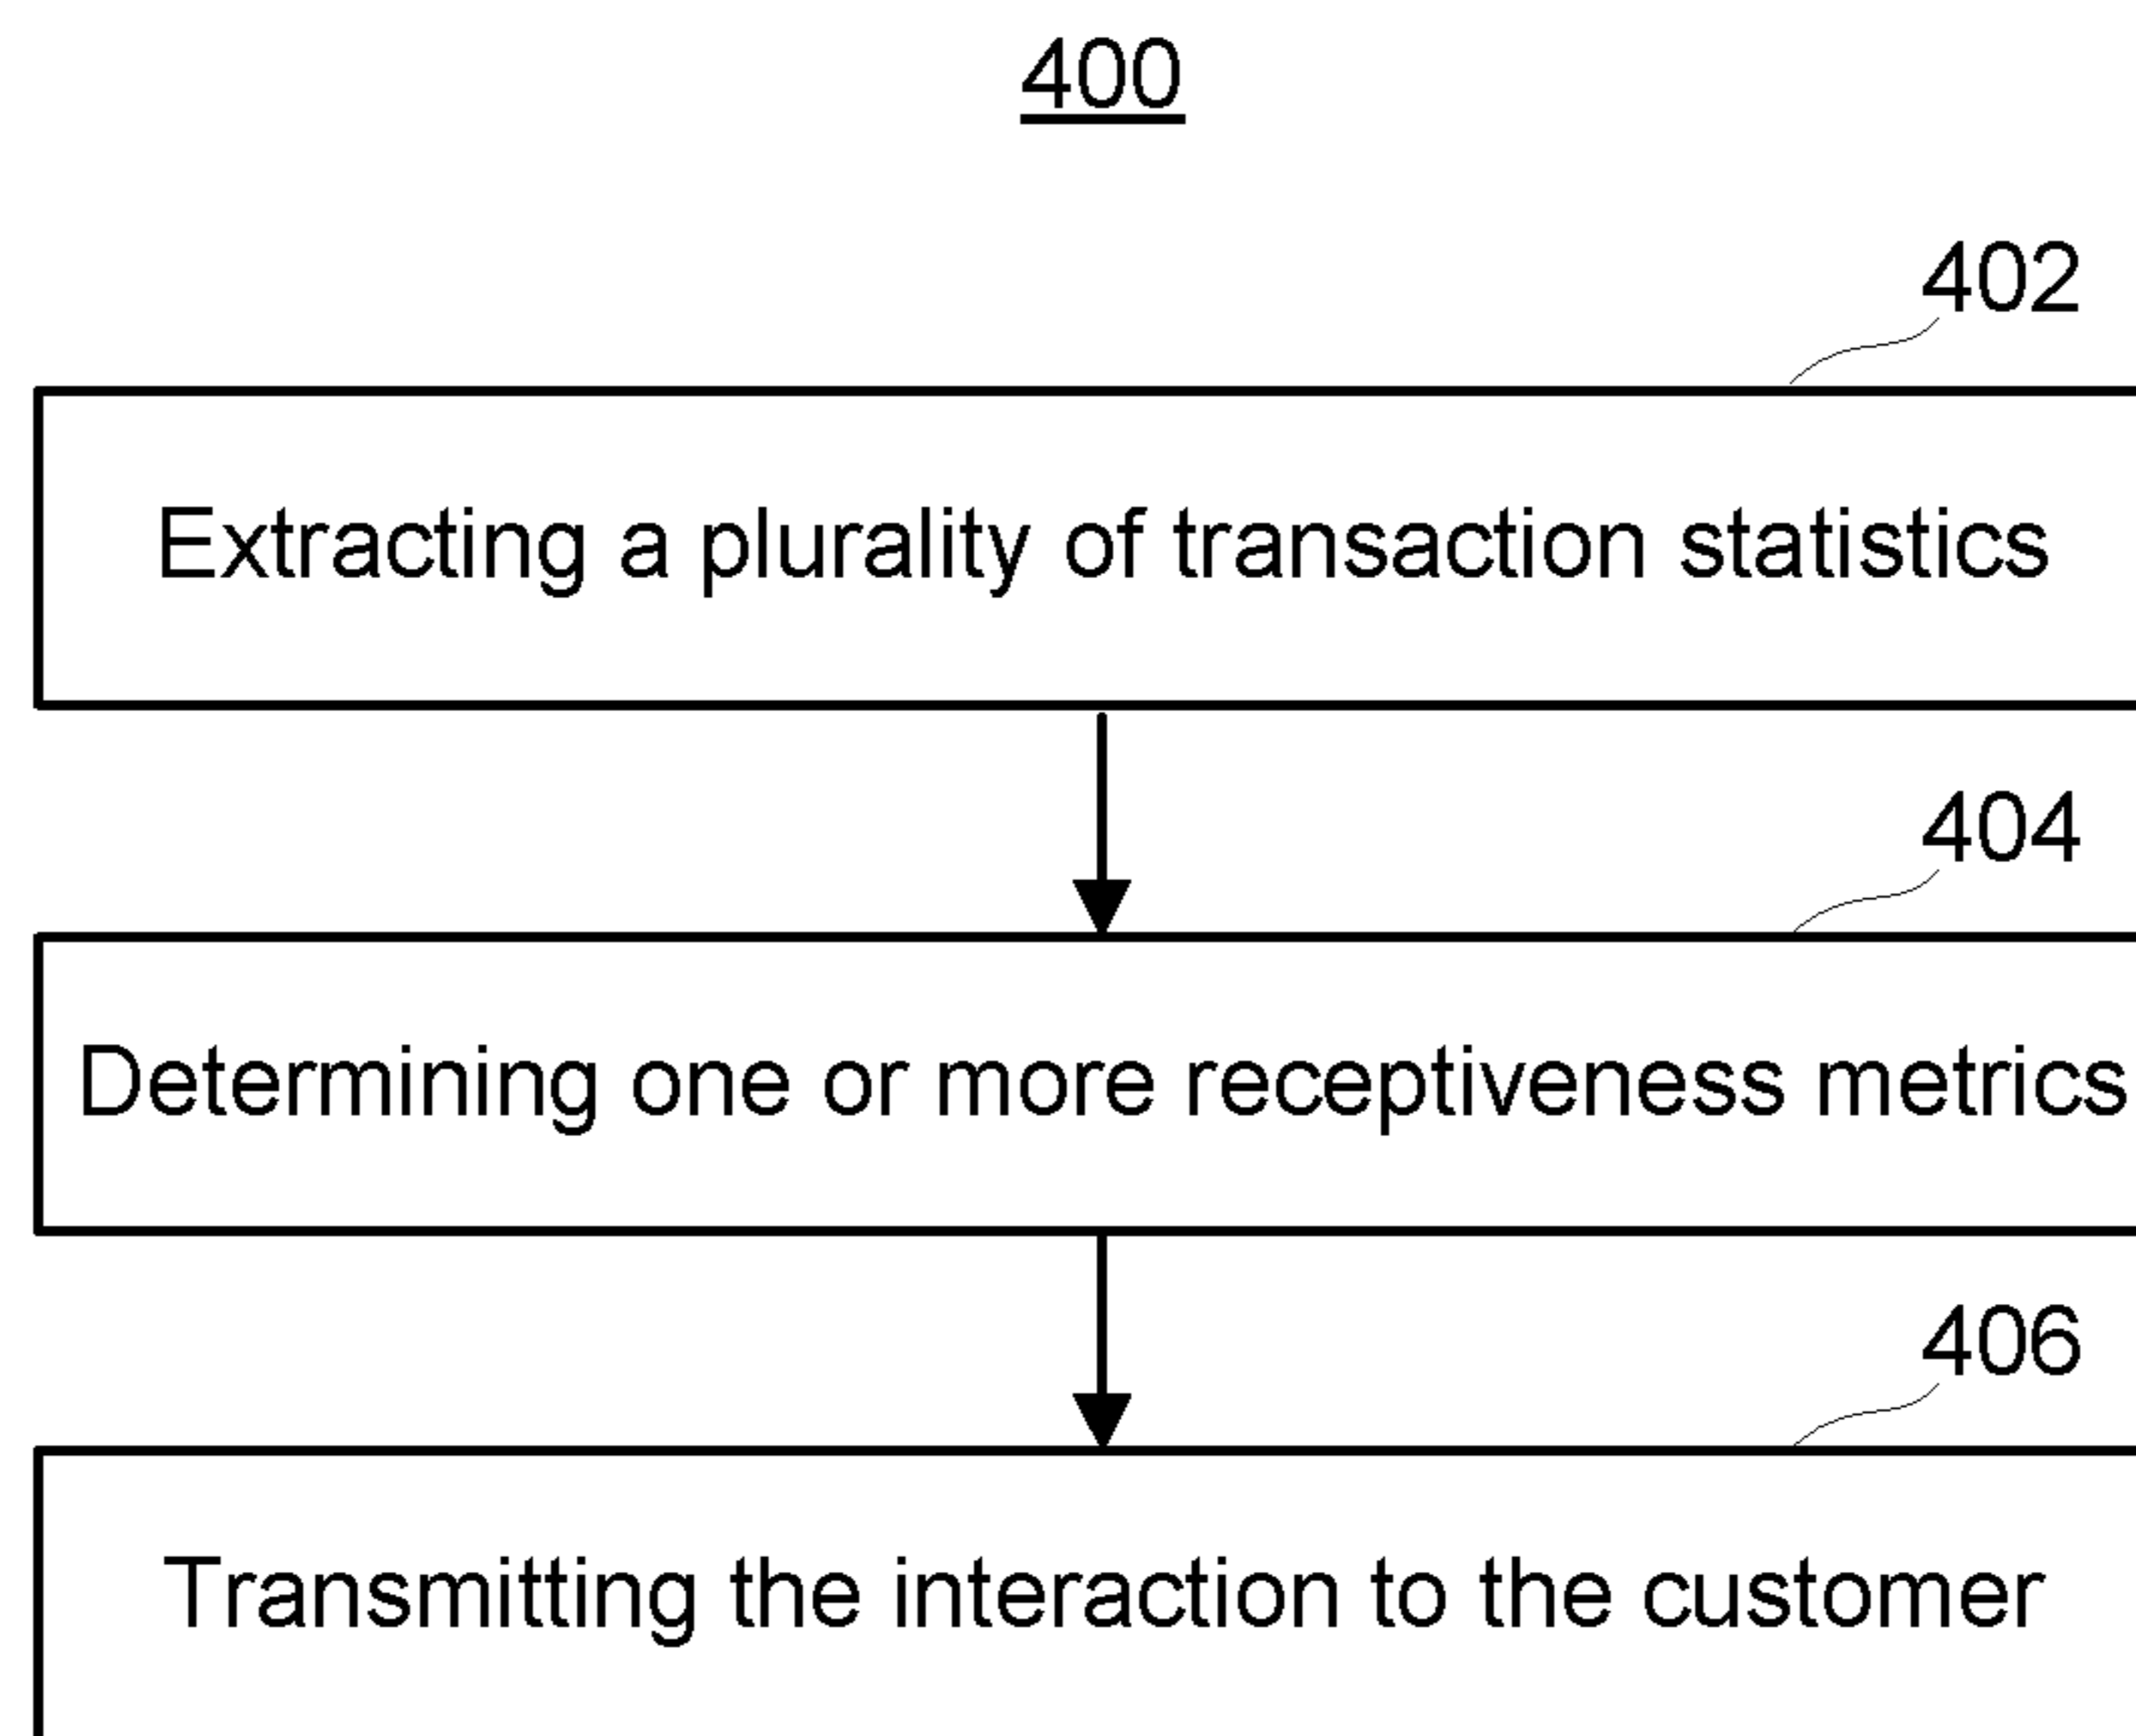 400
402
Extracting a plurality of transaction statistics
404
Determining one or more receptiveness metrics
406
Transmitting the interaction to the customer